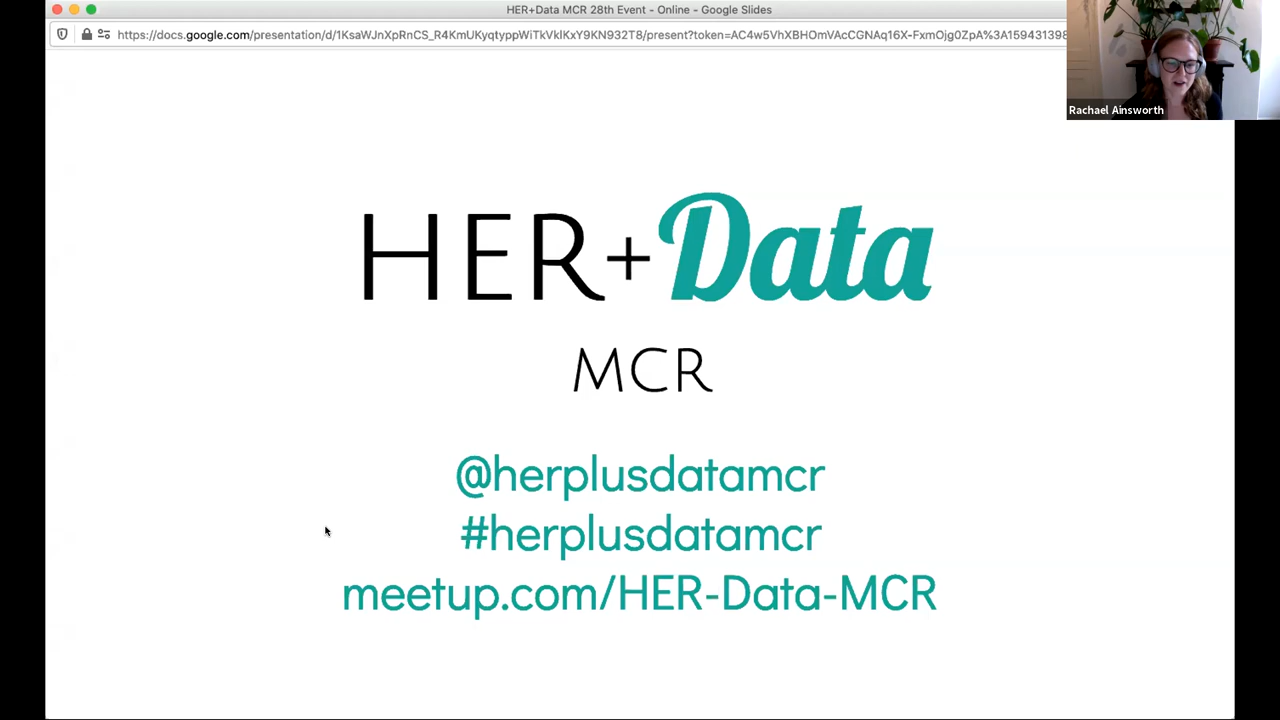 HER+Data MCR 28th Event - Online - Google Slides
https://docs.google.com/presentation/d/1KsaWJnXpRnCS_R4KmUKyqtyppWiTkVkIKxY9KN932T8/present?token=AC4w5VhXBHOmVAcCGNAq16X-FxmOjg0ZpA%3A159431398
Rachael Ainsworth
HER+Data
MCR
@herplusdatamcr
#herplusdatamcr
meetup.com/HER-Data-MCR